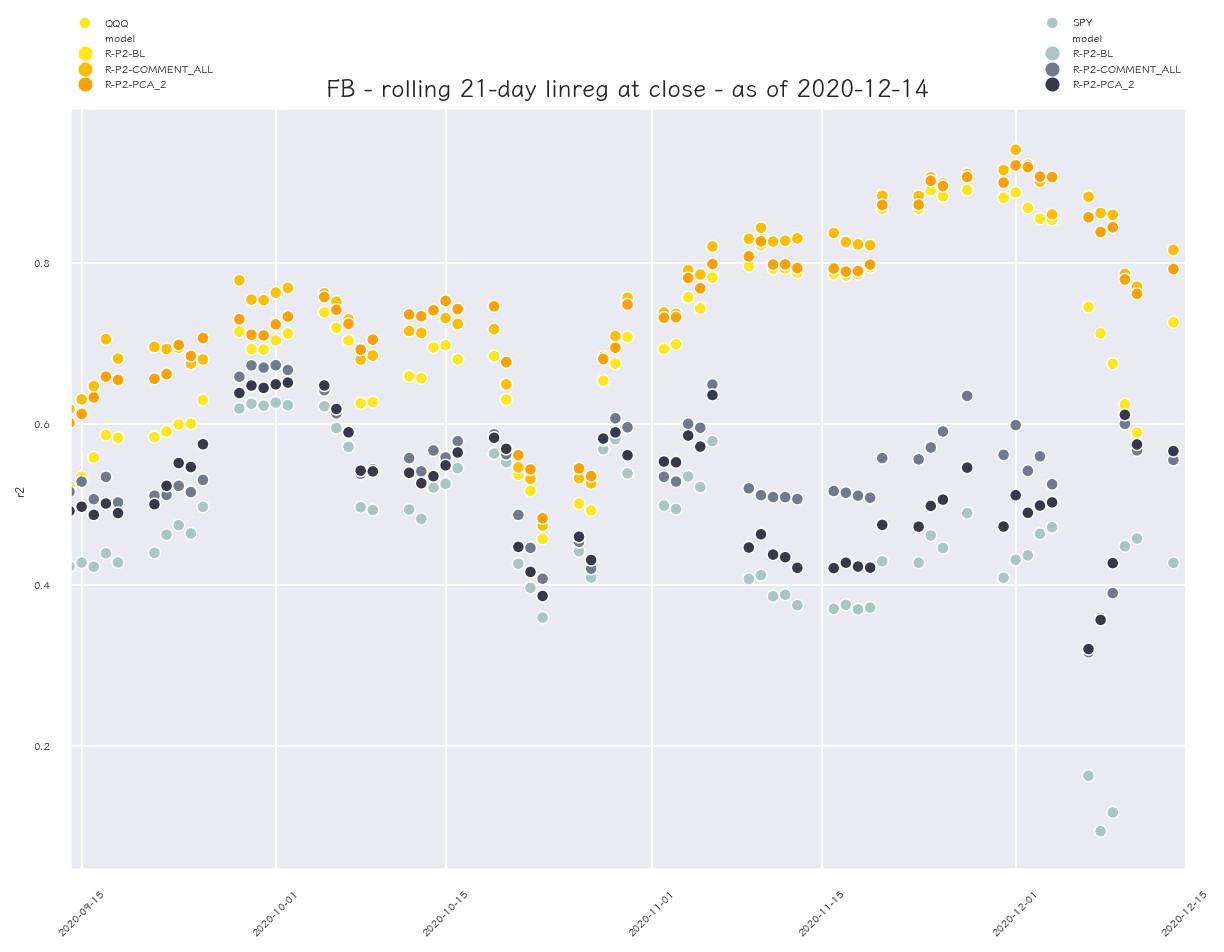 QQQ
model
R-P2-BL
R-P2-COMMENT_ALL
R-P2-PCA_2
SPY
model
R-P2-BL
R-P2-COMMENT_ALL
R-P2-PCA_2
FB - rolling 21-day linreg at close - as of 2020-12-14
r2
0.8
0.6
0.4
0.2
2020-09-15
2020-10-01
2020-10-15
2020-11-01
2020-11-15
2020-12-01
2020-12-15